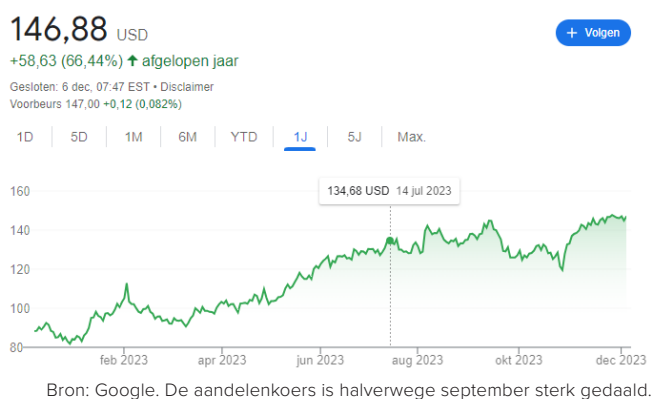 146,88 USD
+ Volgen
+58,63 (66,44%) ↑ afgelopen jaar
Gesloten: 6 dec, 07:47 EST • Disclaimer
Voorbeurs 147,00 +0,12 (0,082%)
1D 5D 1M 6M YTD 1J 5J Max.
134,68 USD 14 jul 2023
160
140
120
100
80
feb 2023 apr 2023 jun 2023 aug 2023 okt 2023 dec 2023
Bron: Google. De aandelenkoers is halverwege september sterk gedaald.